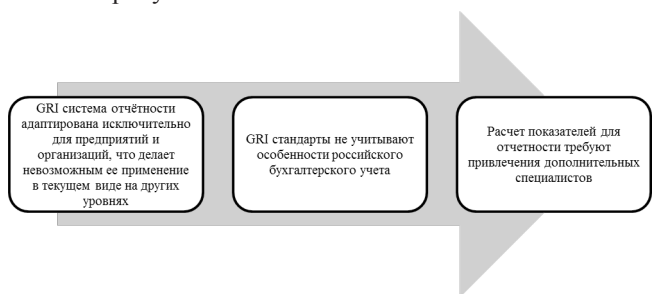 GRI система отчётности
адаптирована исключительно
для предприятий и
организаций, что делает
невозможным ее применение
в текущем виде на других
уровнях
GRI стандарты не учитывают
особенности российского
бухгалтерского учета
Расчет показателей для
отчетности требуют
привлечения дополнительных
специалистов